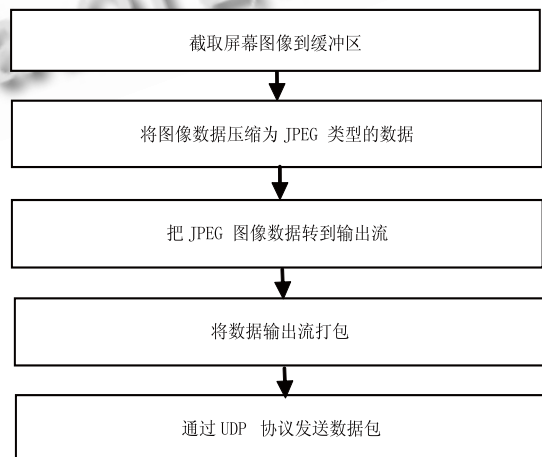 截取屏幕图像到缓冲区
将图像数据压缩为 JPEG 类型的数据
把 JPEG 图像数据转到输出流
将数据输出流打包
通过 UDP 协议发送数据包